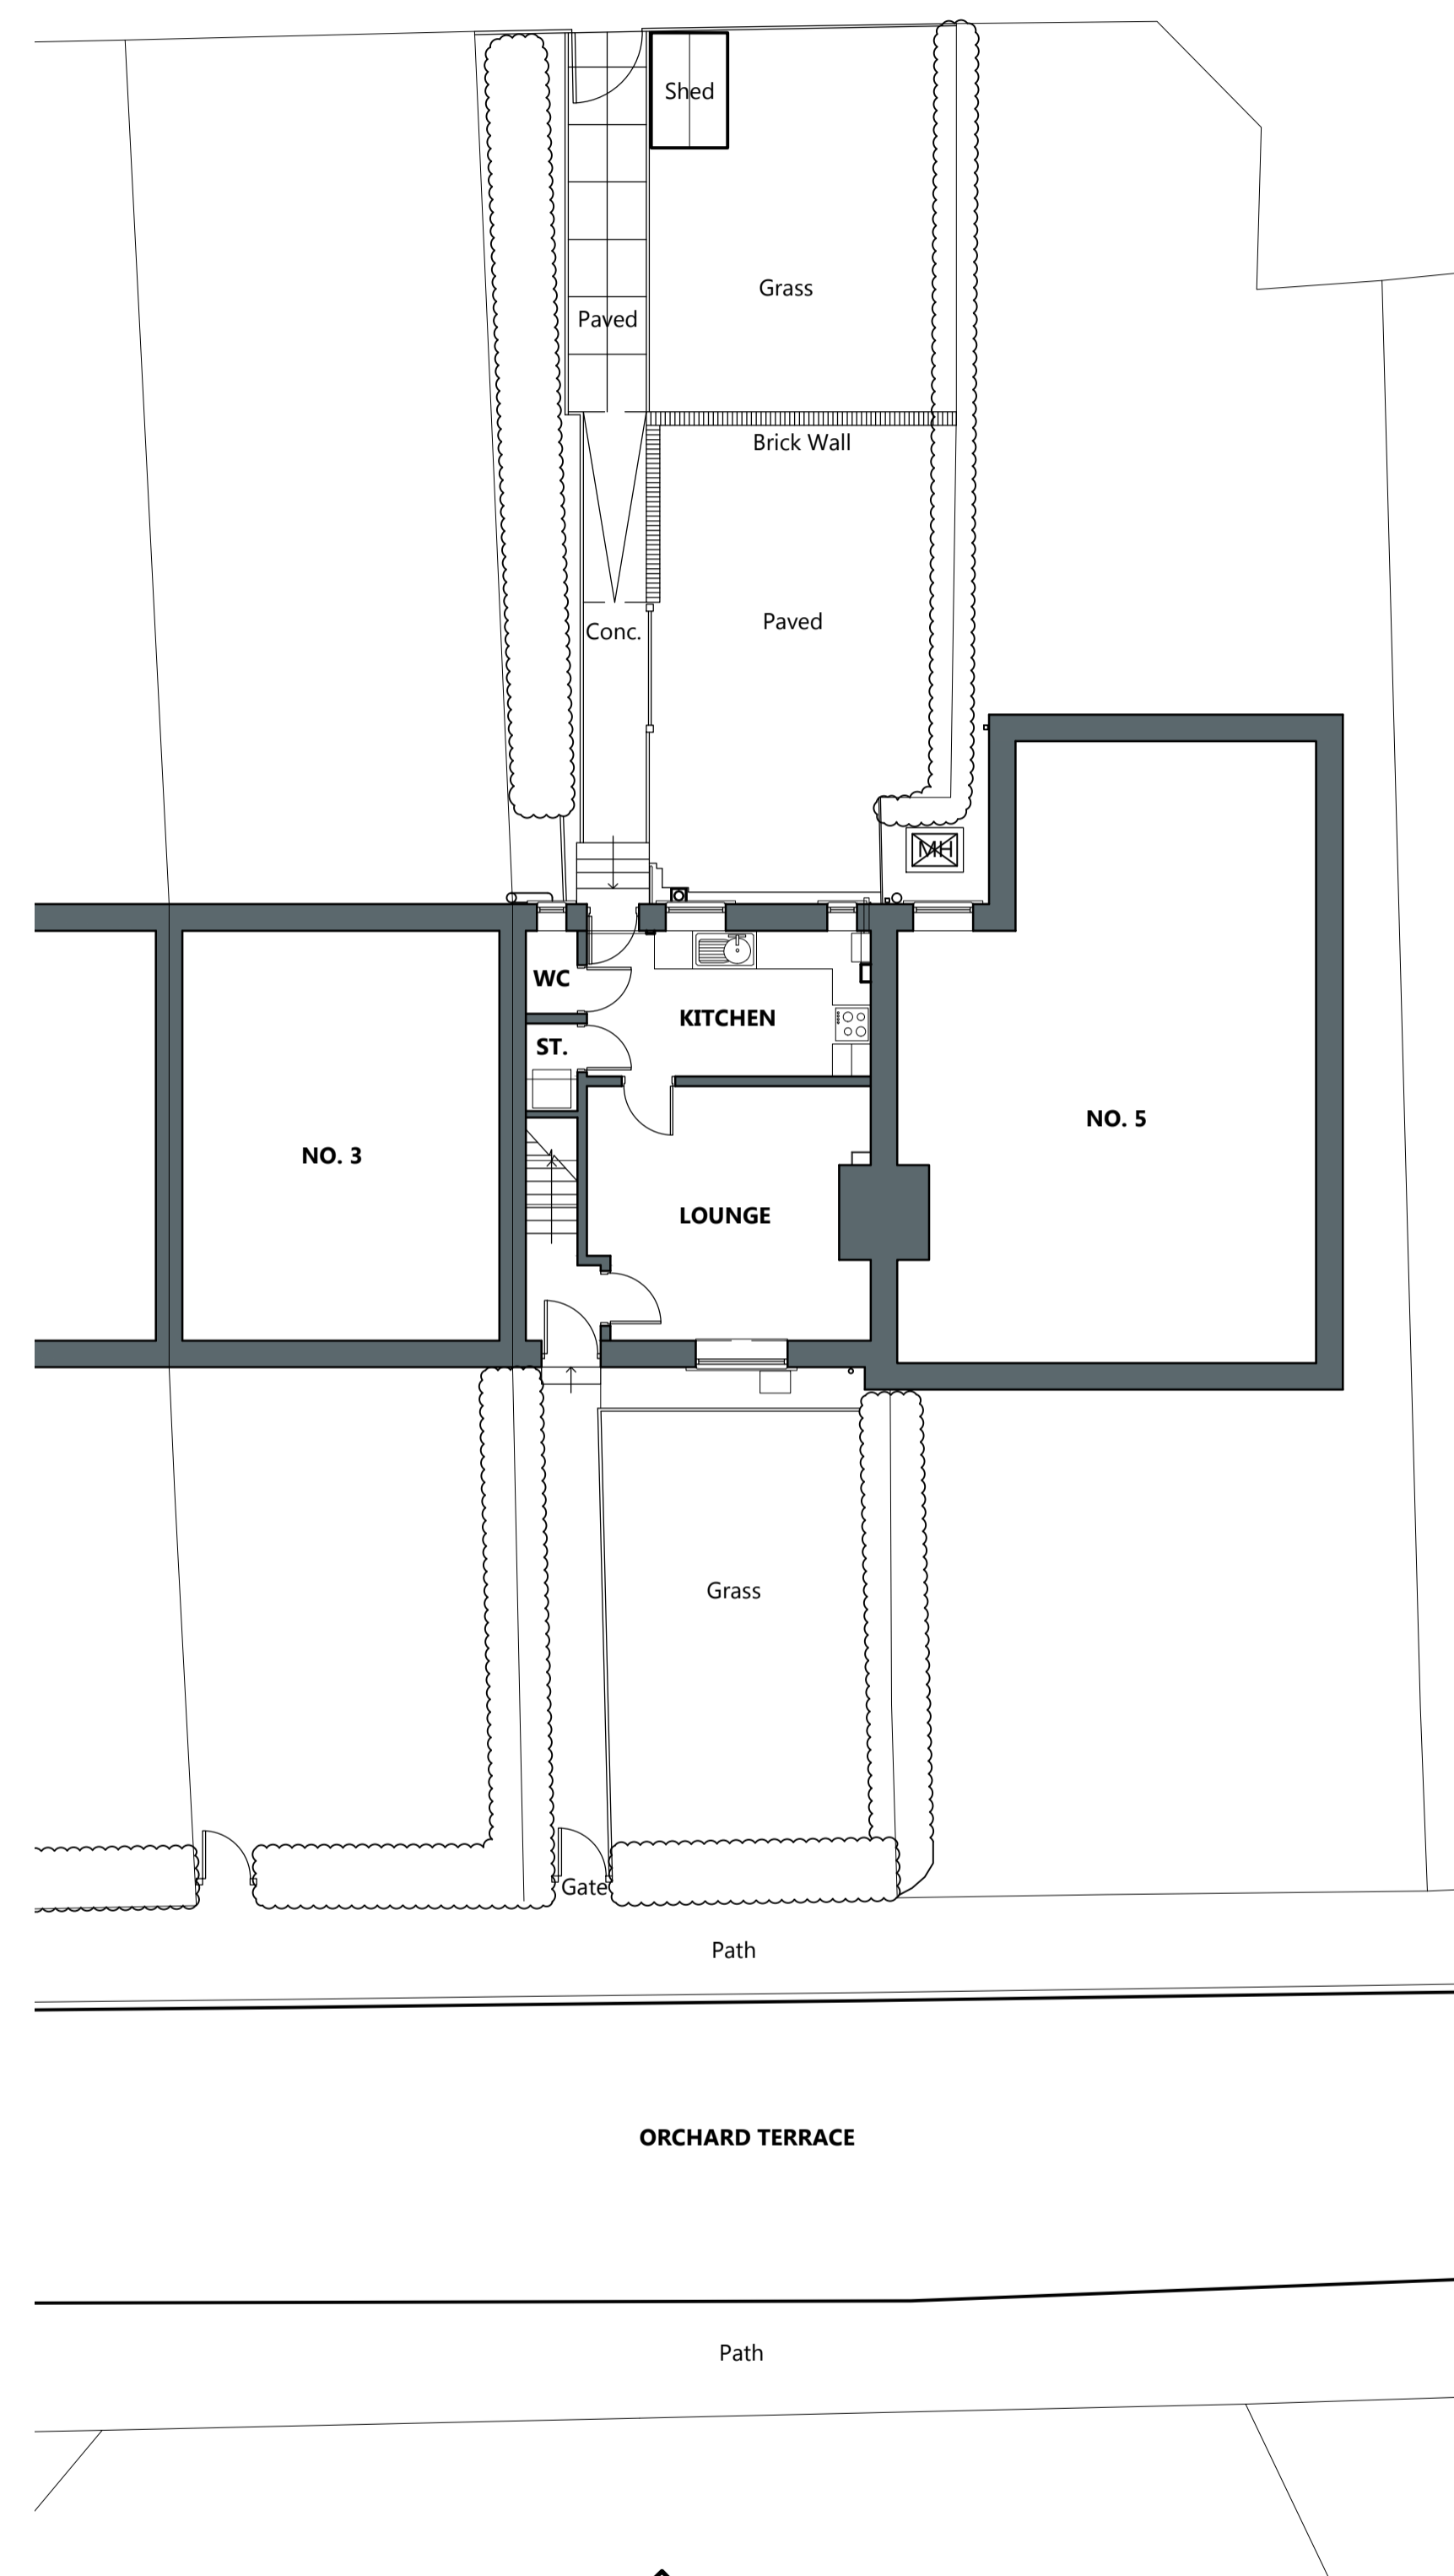 Shed
Grass
Paved
Brick Wall
Paved
Conc.
MH
WC
KITCHEN
ST.
NO. 5
NO. 3
LOUNGE
Grass
Gate
Path
ORCHARD TERRACE
Path